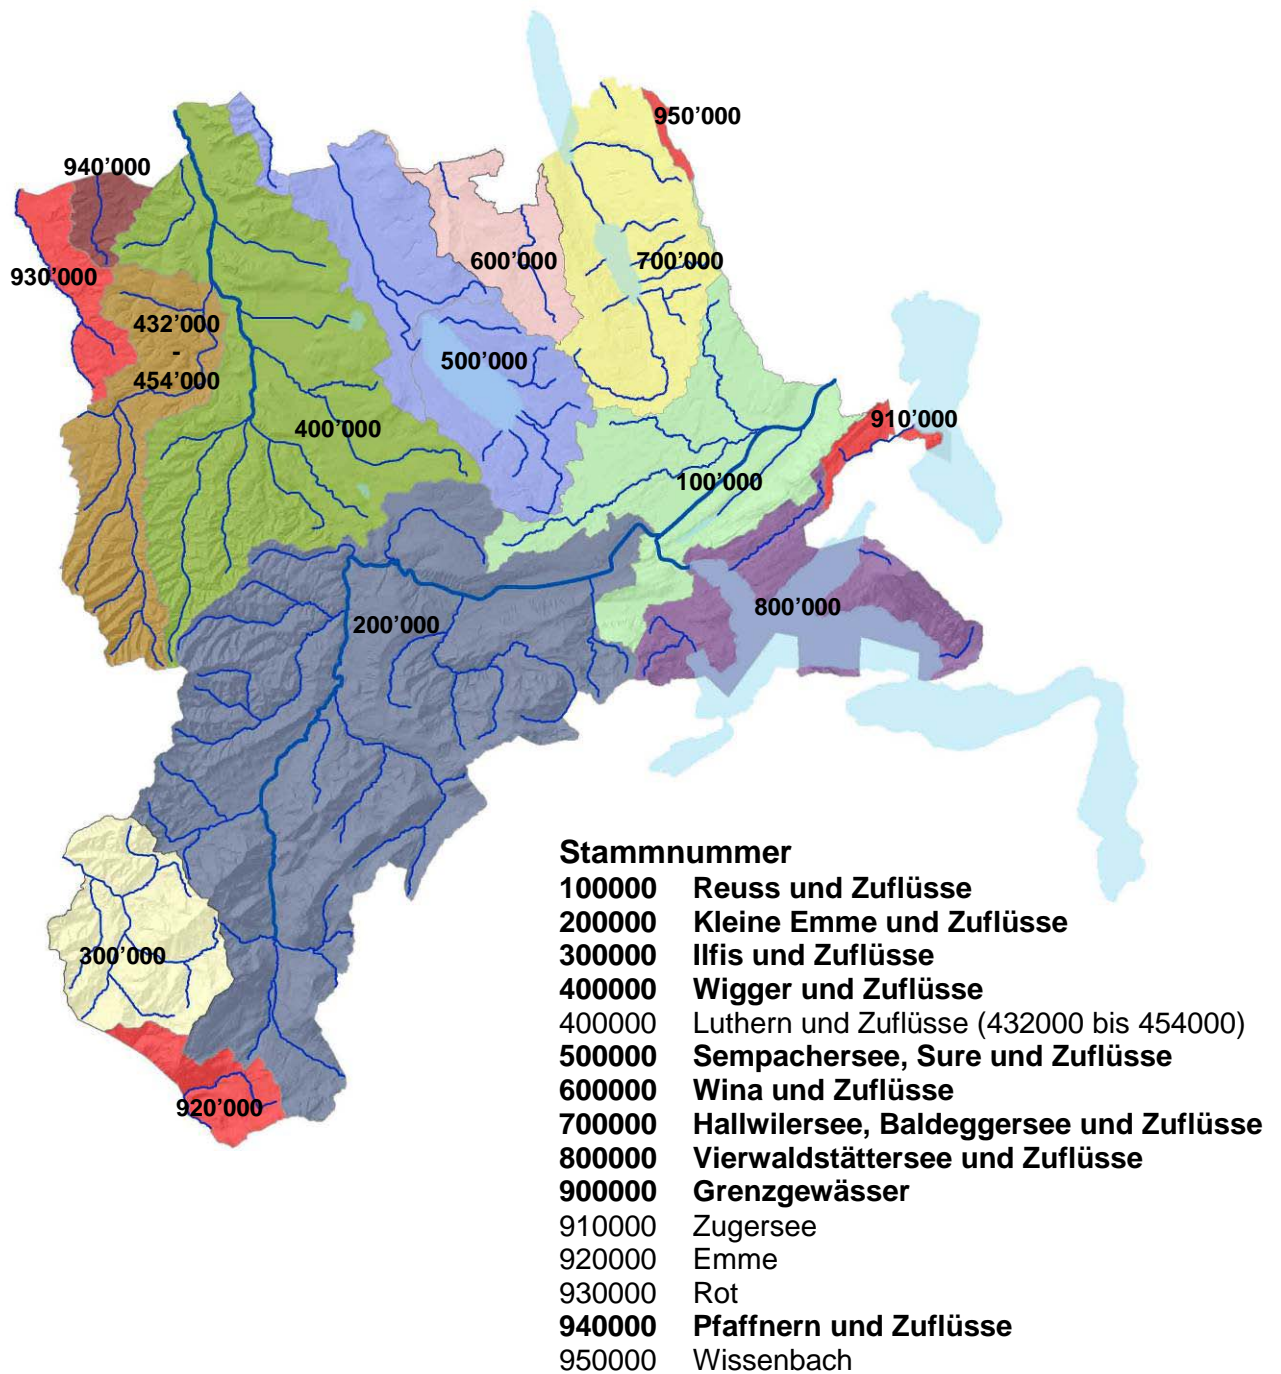 950’000
940’000
600’000
700’000
930’000
432’000
-
454’000
500’000
910’000
400’000
100’000
800’000
200’000
300’000
920’000
Stammnummer
100000 Reuss und Zuflüsse
200000 Kleine Emme und Zuflüsse
300000 Ilfis und Zuflüsse
400000 Wigger und Zuflüsse
400000 Luthern und Zuflüsse (432000 bis 454000)
500000 Sempachersee, Sure und Zuflüsse
600000 Wina und Zuflüsse
700000 Hallwilersee, Baldeggersee und Zuflüsse
800000 Vierwaldstättersee und Zuflüsse
900000 Grenzgewässer
910000 Zugersee
920000 Emme
930000 Rot
940000 Pfaffnern und Zuflüsse
950000 Wissenbach